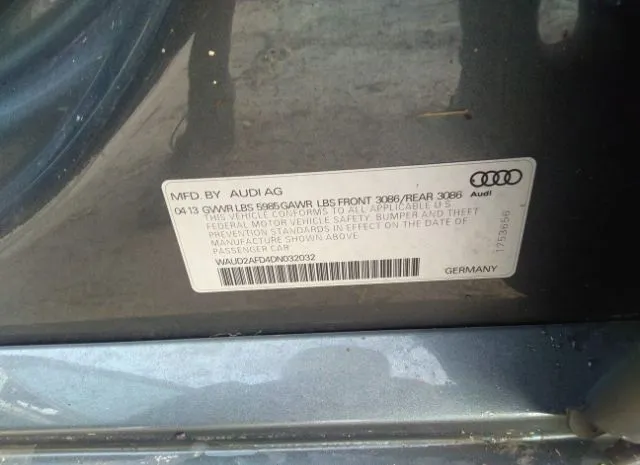 MFD. BY AUDI AG
Audi
04 13 GVWR LBS 5985 GAWR LBS FRONT 3086/REAR 3086
THIS VEHICLE CONFORMS TO ALL APPLICABLE U S
FEDERAL MOTOR VEHICLE SAFETY, BUMPER AND THEFT
PREVENTION STANDARDS IN EFFECT ON THE DATE OF
MANUFACTURE SHOWN ABOVE
PASSENGER CAR
1753656
WAUD2AFD4DN032032
GERMANY